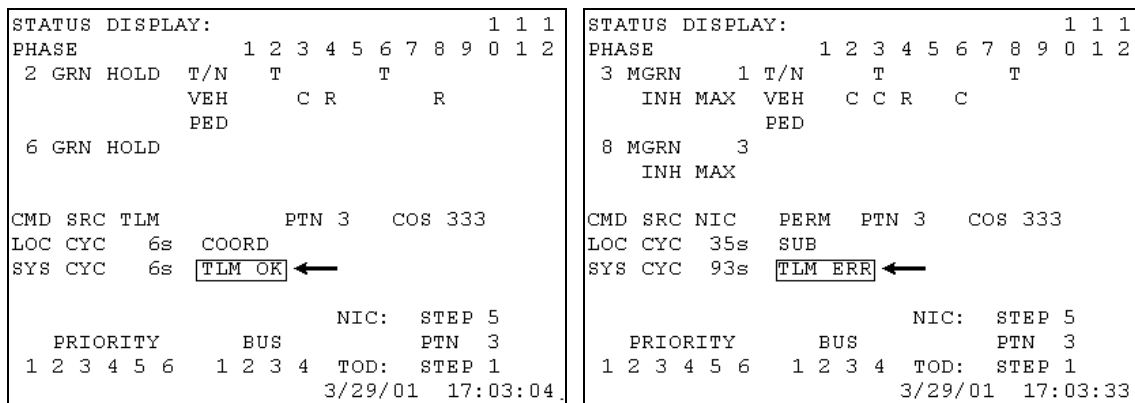 STATUS DISPLAY: 1 1 1
PHASE 1 2 3 4 5 6 7 8 9 0 1 2
2 GRN HOLD T/N T T
VEH C R R
PED
6 GRN HOLD
CMD SRC TLM PTN 3 COS 333
LOC CYC 6s COORD
SYS CYC 6s TLM OK
NIC: STEP 5
PRIORITY BUS PTN 3
1 2 3 4 5 6 1 2 3 4 TOD: STEP 1
3/29/01 17:03:04
STATUS DISPLAY: 1 1 1
PHASE 1 2 3 4 5 6 7 8 9 0 1 2
3 MGRN 1 T/N T T
INH MAX VEH C C R C
PED
8 MGRN 3
INH MAX
CMD SRC NIC PERM PTN 3 COS 333
LOC CYC 35s SUB
SYS CYC 93s TLM ERR
NIC: STEP 5
PRIORITY BUS PTN 3
1 2 3 4 5 6 1 2 3 4 TOD: STEP 1
3/29/01 17:03:33